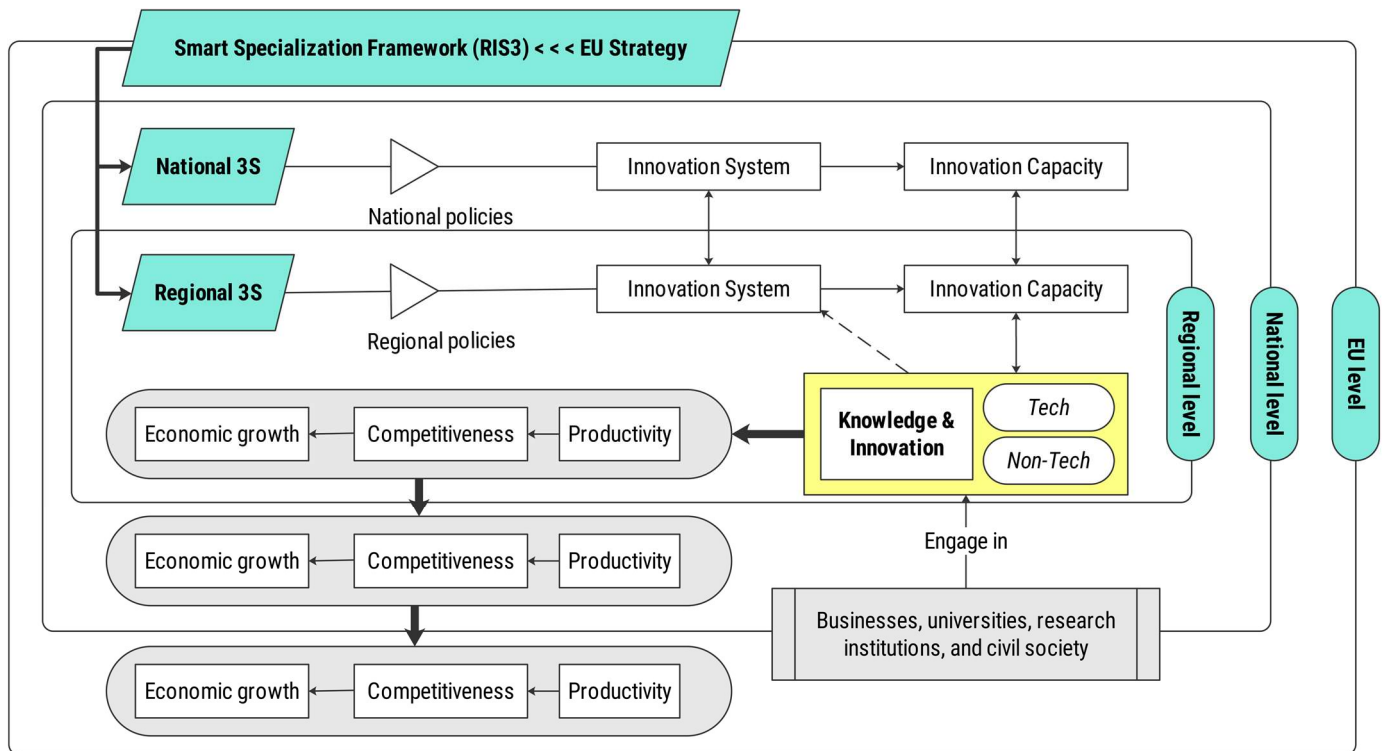 Smart Specialization Framework (RIS3) < < < EU Strategy
National 3S
National policies
Innovation System
Innovation Capacity
Regional 3S
Regional policies
Innovation System
Innovation Capacity
Regional level
National level
EU level
Economic growth
Competitiveness
Productivity
Knowledge &
Innovation
Tech
Non-Tech
Economic growth
Competitiveness
Productivity
Engage in
Businesses, universities, research
institutions, and civil society
Economic growth
Competitiveness
Productivity